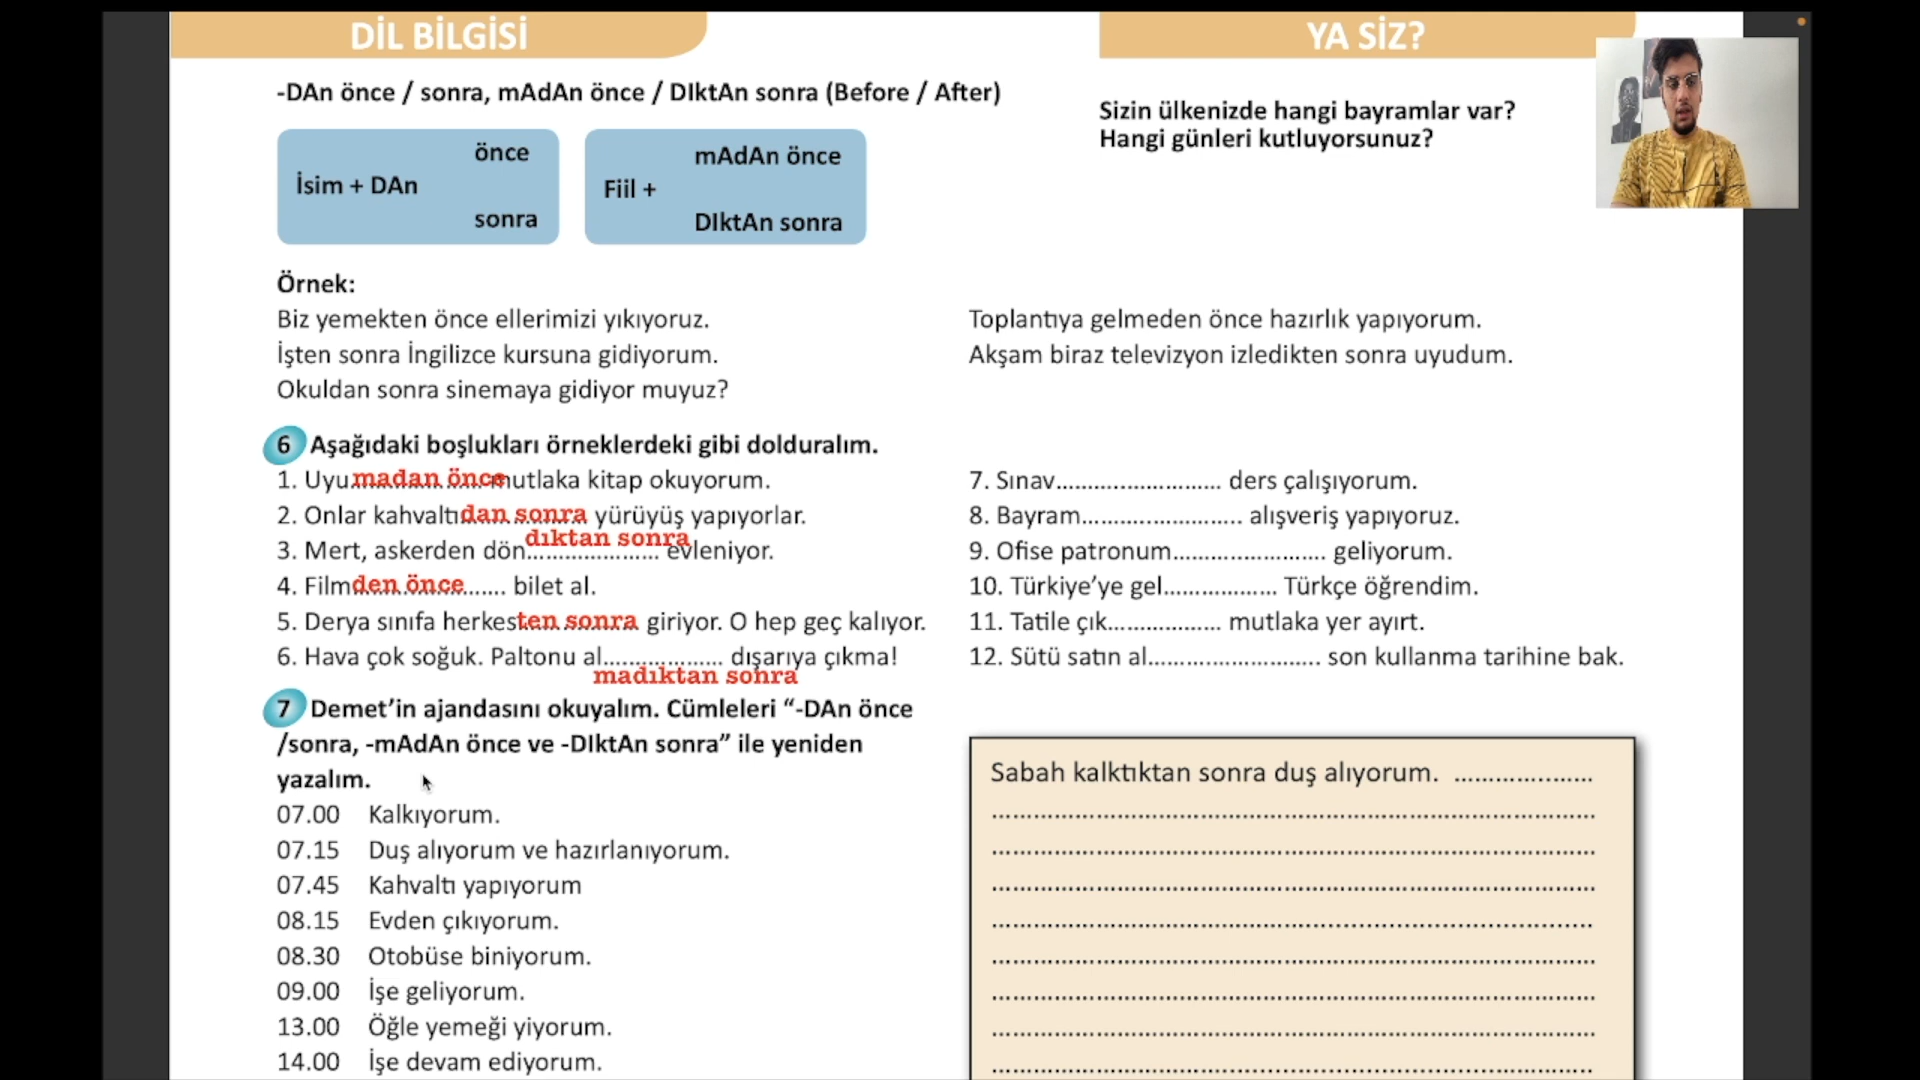 DİL BİLGİSİ
-DAn önce / sonra, mAdAn önce / DIktAn sonra (Before / After)
İsim + DAn
önce
sonra
Fiil +
mAdAn önce
DIktAn sonra
Örnek:
Biz yemekten önce ellerimizi yıkıyoruz.
İşten sonra İngilizce kursuna gidiyorum.
Okuldan sonra sinemaya gidiyor muyuz?
YA SİZ?
Sizin ülkenizde hangi bayramlar var?
Hangi günleri kutluyorsunuz?
Toplantıya gelmeden önce hazırlık yapıyorum.
Akşam biraz televizyon izledikten sonra uyudum.
6 Aşağıdaki boşlukları örneklerdeki gibi dolduralım.
1. Uyu madan önce mutlaka kitap okuyorum.
2. Onlar kahvaltı dan sonra yürüyüş yapıyorlar.
3. Mert, askerden dön dıktan sonra .................... evleniyor.
4. Film den önce ...... bilet al.
5. Derya sınıfa herkes ten sonra giriyor. O hep geç kalıyor.
6. Hava çok soğuk. Paltonu al.................. dışarıya çıkma!
madıktan sonra
7. Sınav......................... ders çalışıyorum.
8. Bayram........................ alışveriş yapıyoruz.
9. Ofise patronum....................... geliyorum.
10. Türkiye’ye gel................. Türkçe öğrendim.
11. Tatile çık................. mutlaka yer ayırt.
12. Sütü satın al.......................... son kullanma tarihine bak.
7 Demet’in ajandasını okuyalım. Cümleleri “-DAn önce
/sonra, -mAdAn önce ve -DIktAn sonra” ile yeniden
yazalım.
07.00 Kalkıyorum.
07.15 Duş alıyorum ve hazırlanıyorum.
07.45 Kahvaltı yapıyorum
08.15 Evden çıkıyorum.
08.30 Otobüse biniyorum.
09.00 İşe geliyorum.
13.00 Öğle yemeği yiyorum.
14.00 İşe devam ediyorum.
Sabah kalktıktan sonra duş alıyorum. ....................